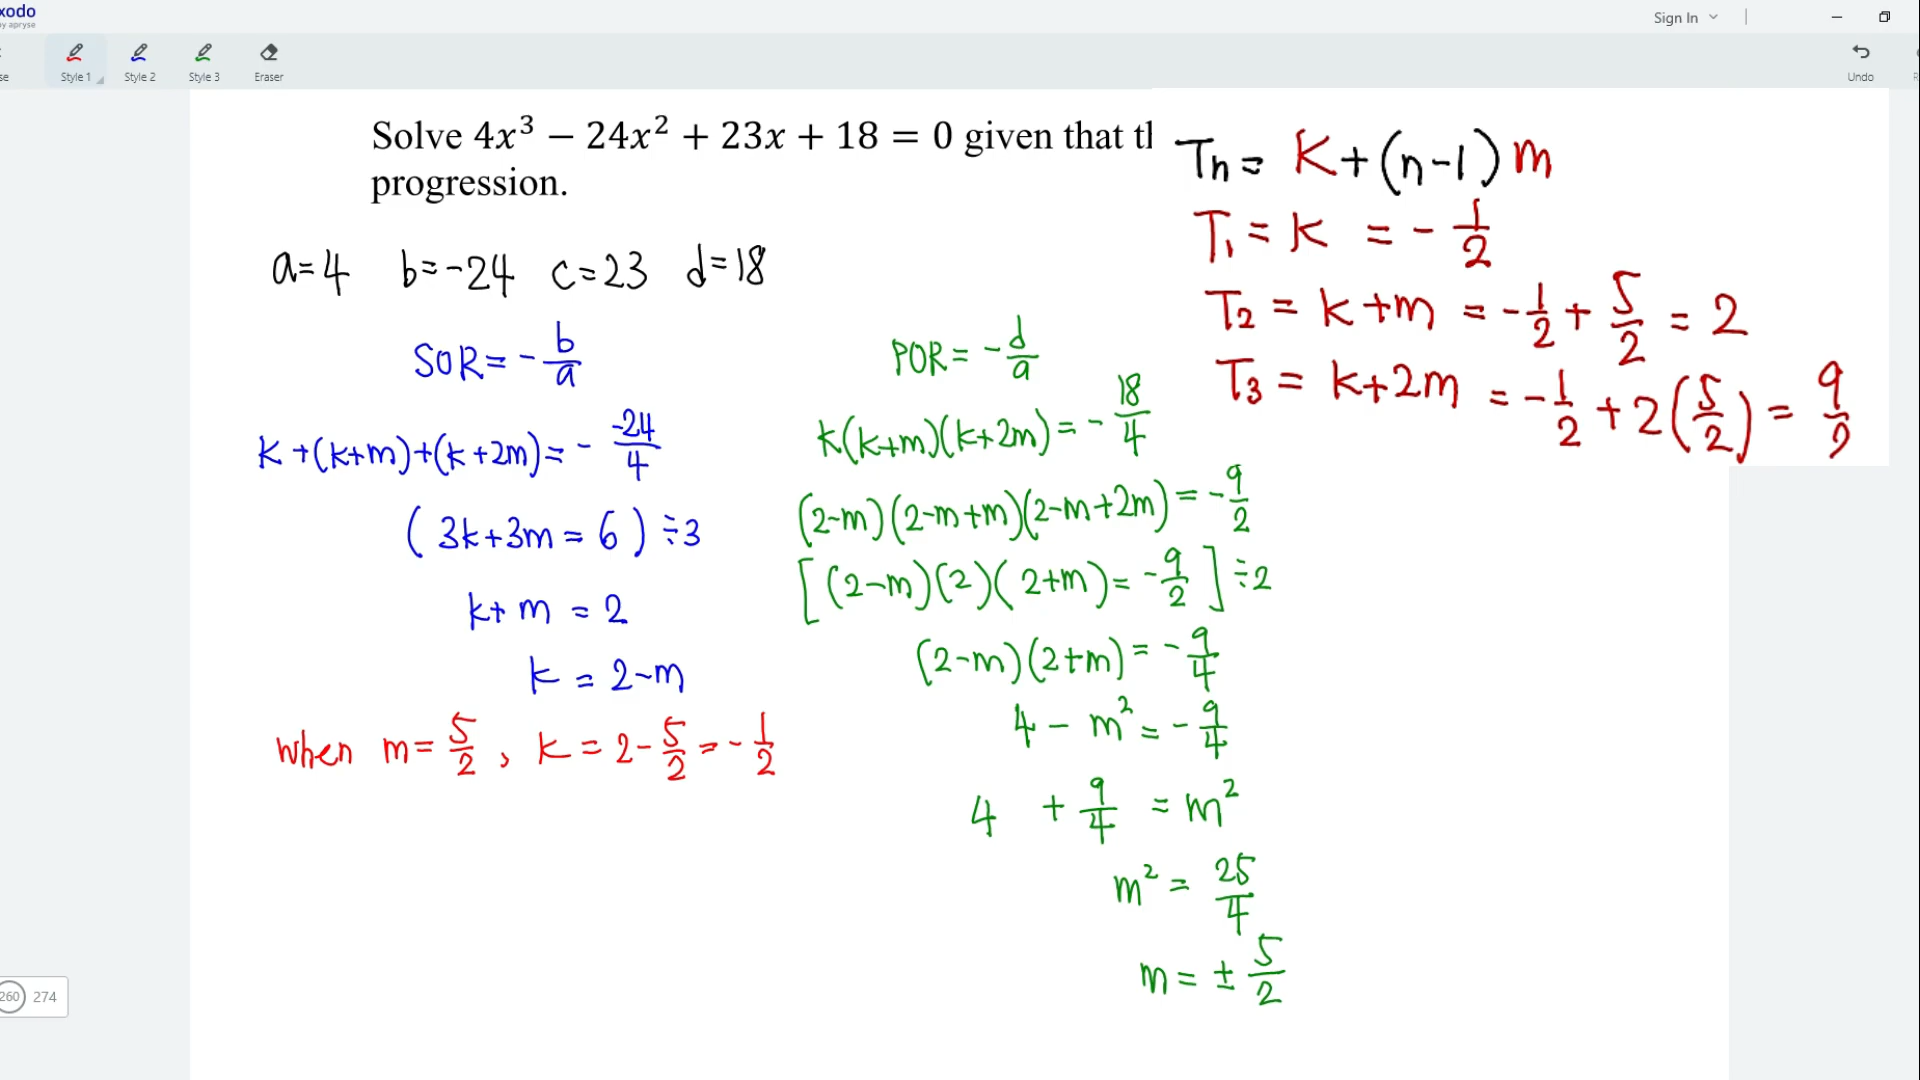 xodo
by apryse
Sign In
Style 1
Style 2
Style 3
Eraser
Undo
Solve 4x³ − 24x² + 23x + 18 = 0 given that
progression.
a=4 b=-24 c=23 d=18
SOR = -b/a
k+(k+m)+(k+2m) = - -24/4
(3k+3m = 6) ÷3
k+m = 2
k = 2-m
when m = 5/2, k = 2 - 5/2 = -1/2
POR = -d/a
k(k+m)(k+2m) = -18/4
(2-m)(2-m+m)(2-m+2m) = -9/2
[(2-m)(2)(2+m) = -9/2] ÷2
(2-m)(2+m) = -9/4
4 - m² = -9/4
4 + 9/4 = m²
m² = 25/4
m = ± 5/2
Tn = K+(n-1)m
T1 = k = -1/2
T2 = k+m = -1/2 + 5/2 = 2
T3 = k+2m = -1/2 + 2(5/2) = 9/2
260 274